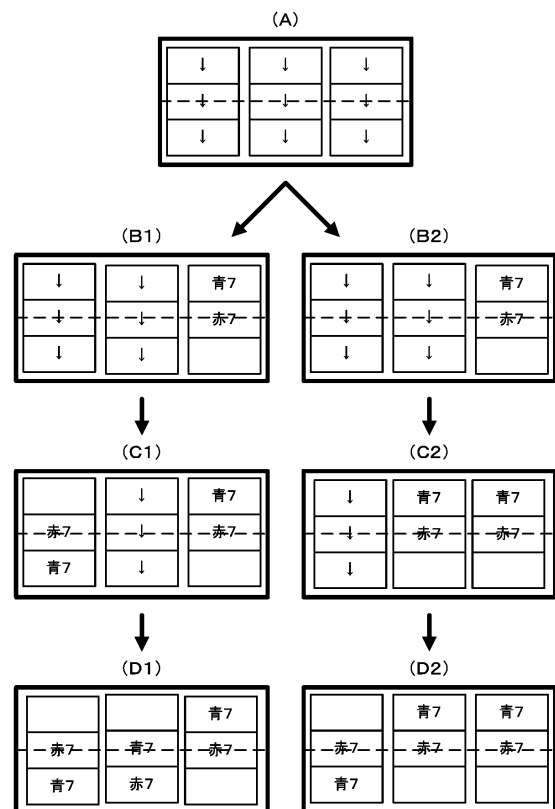 (A)
↓ ↓ ↓
↓ ↓ ↓
↓ ↓ ↓
(B1) (B2)
↓ ↓ 青7 ↓ ↓ 青7
↓ ↓ 赤7 ↓ ↓ 赤7
↓ ↓ ↓ ↓
(C1) (C2)
↓ 青7 ↓ 青7 青7
赤7 ↓ 赤7 ↓ 赤7 赤7
青7 ↓ ↓
(D1) (D2)
青7 青7 青7
赤7 青7 赤7 赤7 赤7 赤7
青7 赤7 青7